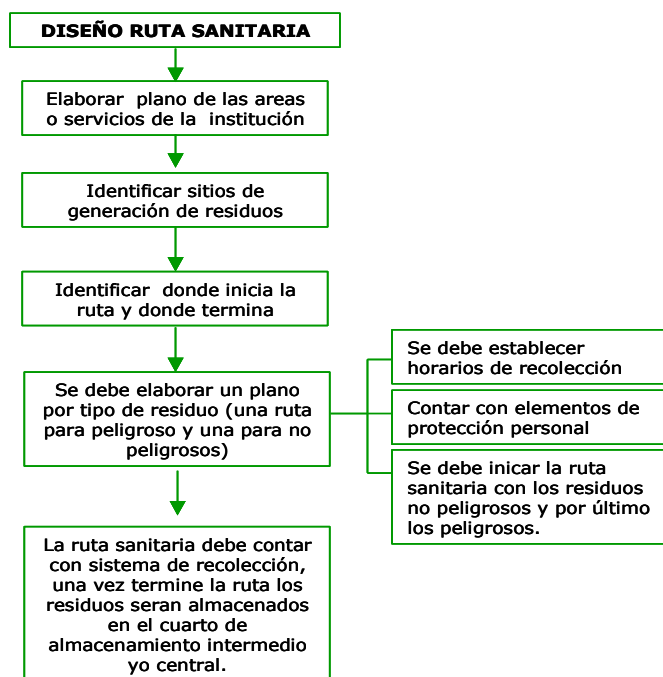 DISEÑO RUTA SANITARIA
Elaborar plano de las areas
o servicios de la institución
Identificar sitios de
generación de residuos
Identificar donde inicia la
ruta y donde termina
Se debe elaborar un plano
por tipo de residuo (una ruta
para peligroso y una para no
peligrosos)
Se debe establecer
horarios de recolección
Contar con elementos de
protección personal
Se debe inicar la ruta
sanitaria con los residuos
no peligrosos y por último
los peligrosos.
La ruta sanitaria debe contar
con sistema de recolección,
una vez termine la ruta los
residuos seran almacenados
en el cuarto de
almacenamiento intermedio
yo central.